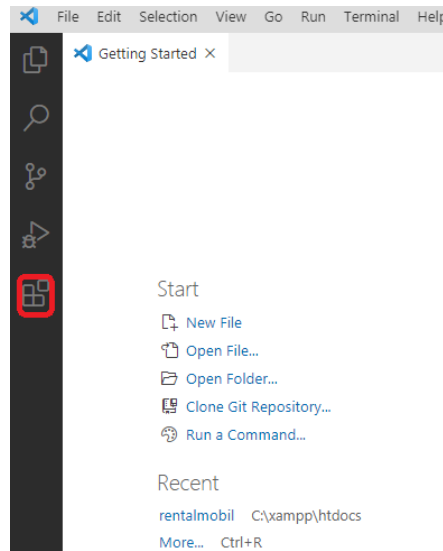 File Edit Selection View Go Run Terminal Help
Getting Started
Start
New File
Open File...
Open Folder...
Clone Git Repository...
Run a Command...
Recent
rentalmobil C:\xampp\htdocs
More... Ctrl+R